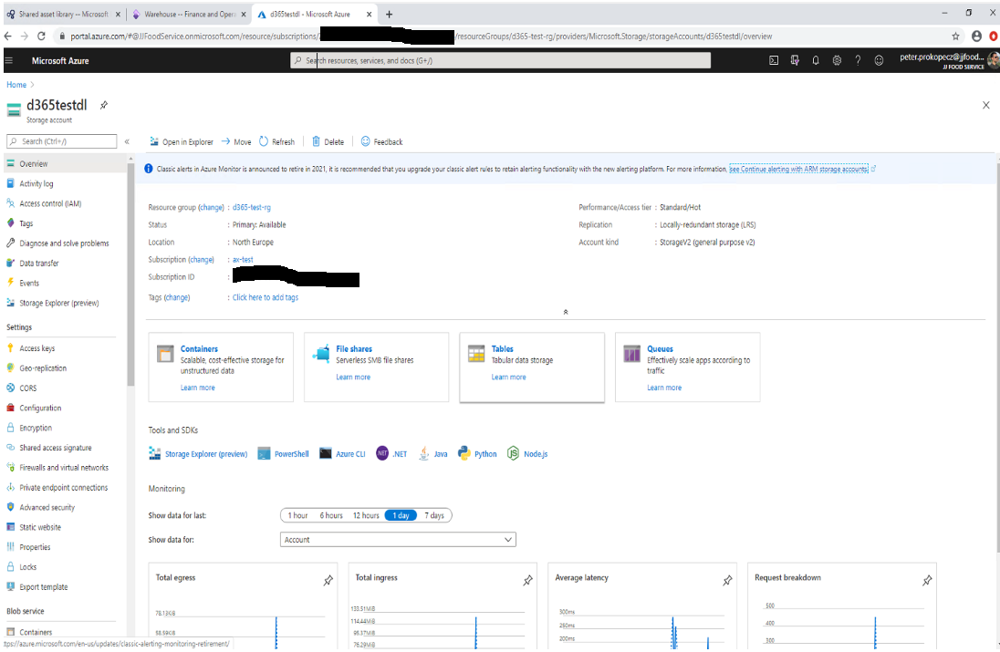 Shared asset library -- Microsoft
Warehouse -- Finance and Oper
d365testdl - Microsoft Azure
portal.azure.com/#@JJFoodService.onmicrosoft.com/resource/subscriptions/
/resourceGroups/d365-test-rg/providers/Microsoft.Storage/storageAccounts/d365testdl/overview
Microsoft Azure
Search resources, services, and docs (G+/)
peter.prokopecz@jjfood...
JJ FOOD SERVICE
Home >
d365testdl
Storage account
Search (Ctrl+/)
«
Overview
Activity log
Access control (IAM)
Tags
Diagnose and solve problems
Data transfer
Events
Storage Explorer (preview)
Settings
Access keys
Geo-replication
CORS
Configuration
Encryption
Shared access signature
Firewalls and virtual networks
Private endpoint connections
Advanced security
Static website
Properties
Locks
Export template
Blob service
Containers
tps://azure.microsoft.com/en-us/updates/classic-alerting-monitoring-retirement/
Open in Explorer
Move
Refresh
Delete
Feedback
Classic alerts in Azure Monitor is announced to retire in 2021, it is recommended that you upgrade your classic alert rules to retain alerting functionality with the new alerting platform. For more information, see Continue alerting with ARM storage accounts.
Resource group (change) : d365-test-rg
Status : Primary: Available
Location : North Europe
Subscription (change) : ax-test
Subscription ID :
Tags (change) : Click here to add tags
Performance/Access tier : Standard/Hot
Replication : Locally-redundant storage (LRS)
Account kind : StorageV2 (general purpose v2)
Containers
Scalable, cost-effective storage for
unstructured data
Learn more
File shares
Serverless SMB file shares
Learn more
Tables
Tabular data storage
Learn more
Queues
Effectively scale apps according to
traffic
Learn more
Tools and SDKs
Storage Explorer (preview)
PowerShell
Azure CLI
.NET
Java
Python
Node.js
Monitoring
Show data for last:
1 hour
6 hours
12 hours
1 day
7 days
Show data for:
Account
Total egress
78.13KiB
58.59KiB
Total ingress
133.51MiB
114.44MiB
95.37MiB
76.29MiB
Average latency
300ms
250ms
200ms
Request breakdown
500
400
300